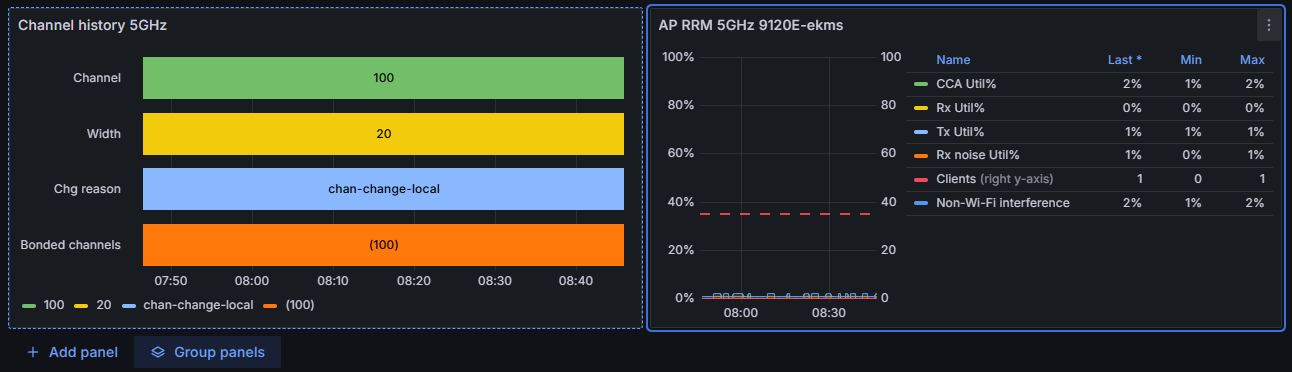 Channel history 5GHz
Channel
100
Width
20
Chg reason
chan-change-local
Bonded channels
(100)
07:50 08:00 08:10 08:20 08:30 08:40
100 20 chan-change-local (100)
AP RRM 5GHz 9120E-ekms
100% 100
80% 80
60% 60
40% 40
20% 20
0% 0
08:00 08:30
Name Last * Min Max
CCA Util% 2% 1% 2%
Rx Util% 0% 0% 0%
Tx Util% 1% 1% 1%
Rx noise Util% 1% 0% 1%
Clients (right y-axis) 1 0 1
Non-Wi-Fi interference 2% 1% 2%
+ Add panel Group panels